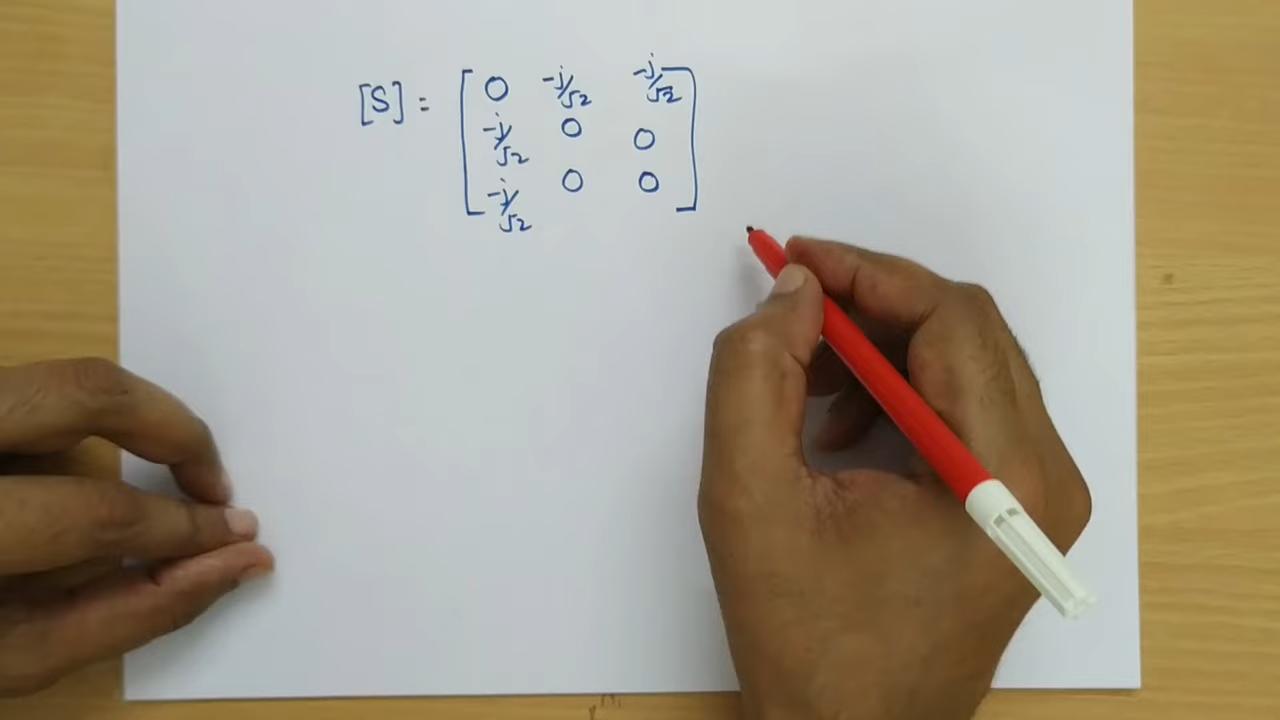 [S] = [ 0 -j/√2 -j/√2
-j/√2 0 0
-j/√2 0 0 ]